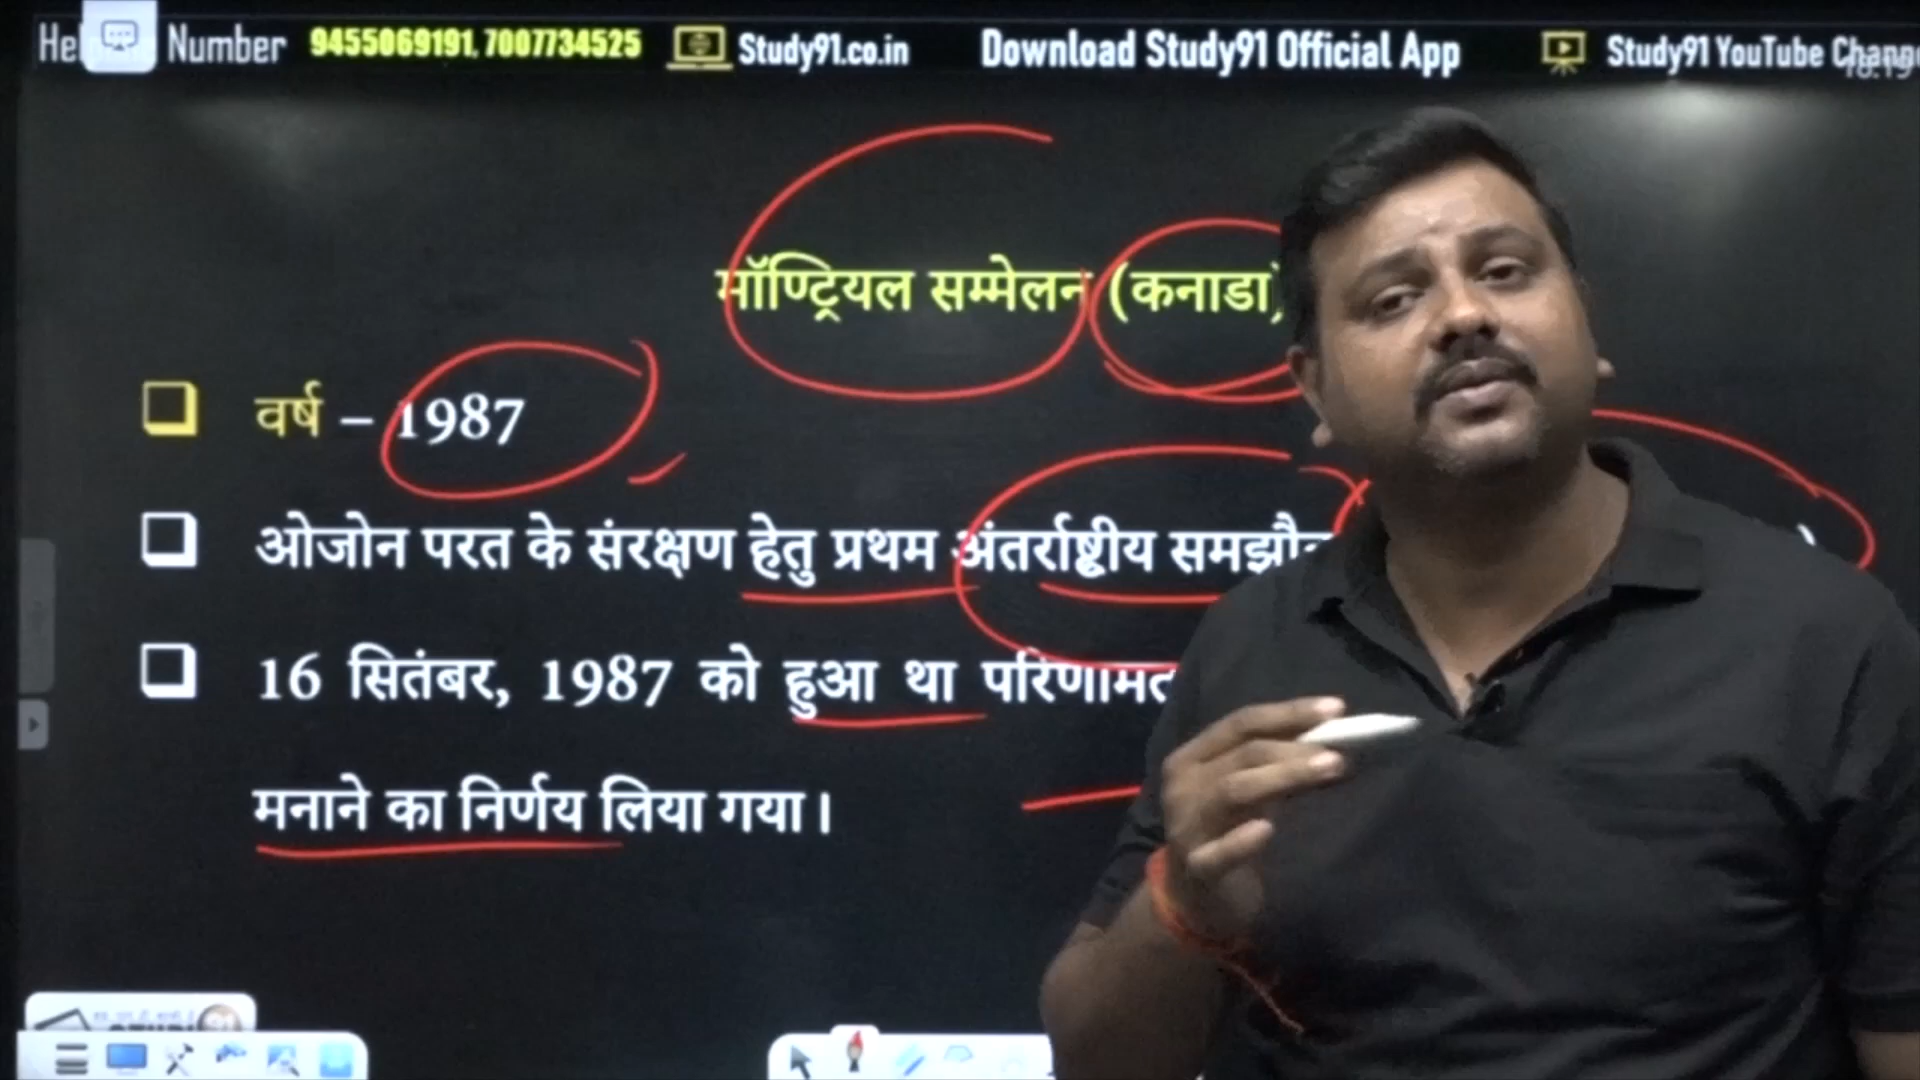 Number 9455069191, 7007734525 Study91.co.in Download Study91 Official App Study91 YouTube
मॉण्ट्रियल सम्मेलन (कनाडा)
वर्ष – 1987
ओजोन परत के संरक्षण हेतु प्रथम अंतर्राष्ट्रीय
16 सितंबर, 1987 को हुआ था
मनाने का निर्णय लिया गया।